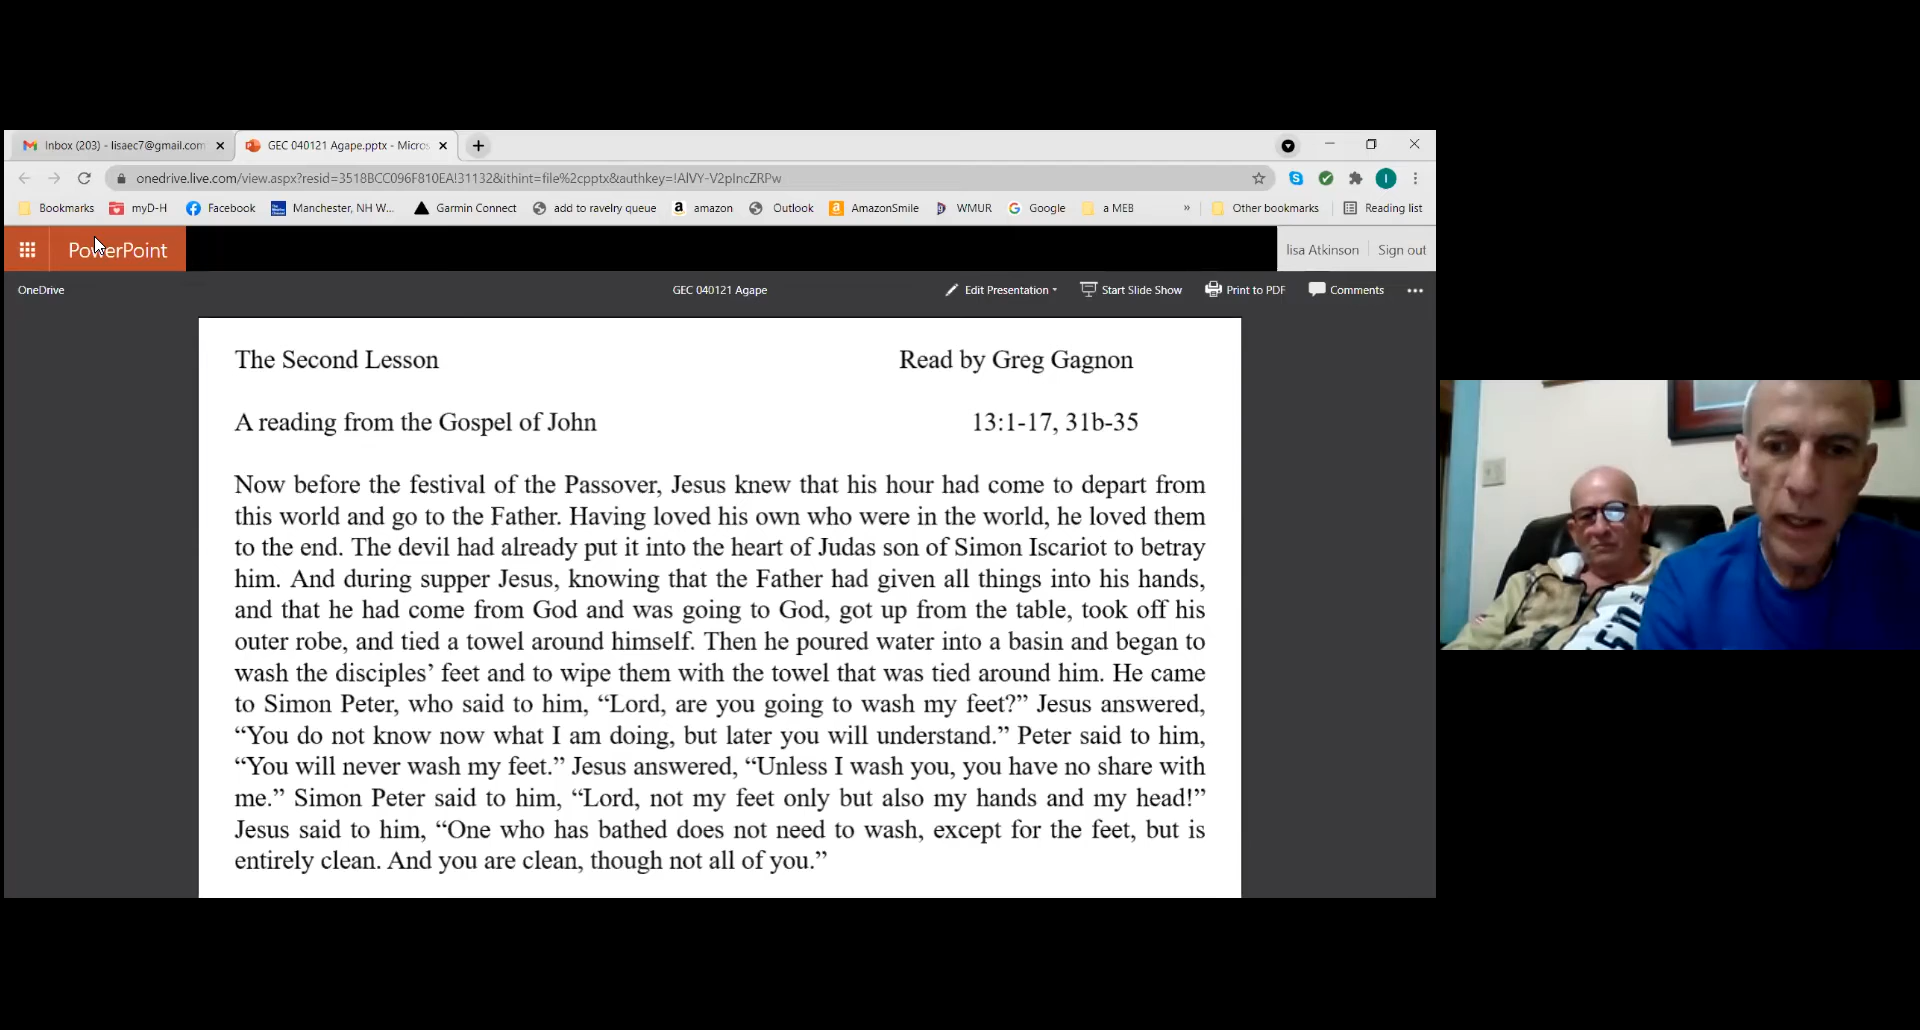 Inbox (203) - lisaec7@gmail.com
GEC 040121 Agape.pptx - Micros
onedrive.live.com/view.aspx?resid=3518BCC096F810EA!31132&ithint=file%2cpptx&authkey=!AlVY-V2pIncZRPw
Bookmarks myD-H Facebook Manchester, NH W... Garmin Connect add to ravelry queue amazon Outlook AmazonSmile WMUR Google a MEB » Other bookmarks Reading list
PowerPoint lisa Atkinson Sign out
OneDrive GEC 040121 Agape Edit Presentation Start Slide Show Print to PDF Comments
The Second Lesson Read by Greg Gagnon
A reading from the Gospel of John 13:1-17, 31b-35
Now before the festival of the Passover, Jesus knew that his hour had come to depart from
this world and go to the Father. Having loved his own who were in the world, he loved them
to the end. The devil had already put it into the heart of Judas son of Simon Iscariot to betray
him. And during supper Jesus, knowing that the Father had given all things into his hands,
and that he had come from God and was going to God, got up from the table, took off his
outer robe, and tied a towel around himself. Then he poured water into a basin and began to
wash the disciples’ feet and to wipe them with the towel that was tied around him. He came
to Simon Peter, who said to him, “Lord, are you going to wash my feet?” Jesus answered,
“You do not know now what I am doing, but later you will understand.” Peter said to him,
“You will never wash my feet.” Jesus answered, “Unless I wash you, you have no share with
me.” Simon Peter said to him, “Lord, not my feet only but also my hands and my head!”
Jesus said to him, “One who has bathed does not need to wash, except for the feet, but is
entirely clean. And you are clean, though not all of you.”